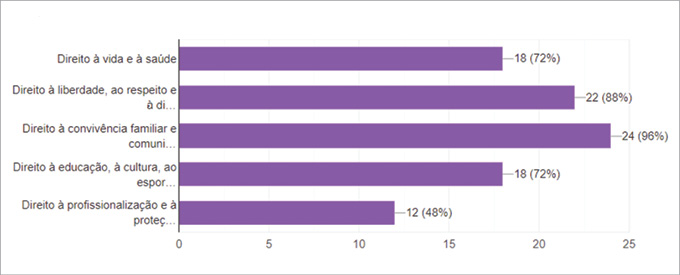 Direito à vida e à saúde
18 (72%)
Direito à liberdade, ao respeito e
à di…
22 (88%)
Direito à convivência familiar e
comuni…
24 (96%)
Direito à educação, à cultura, ao
espor…
18 (72%)
Direito à profissionalização e à
proteç…
12 (48%)
0 5 10 15 20 25